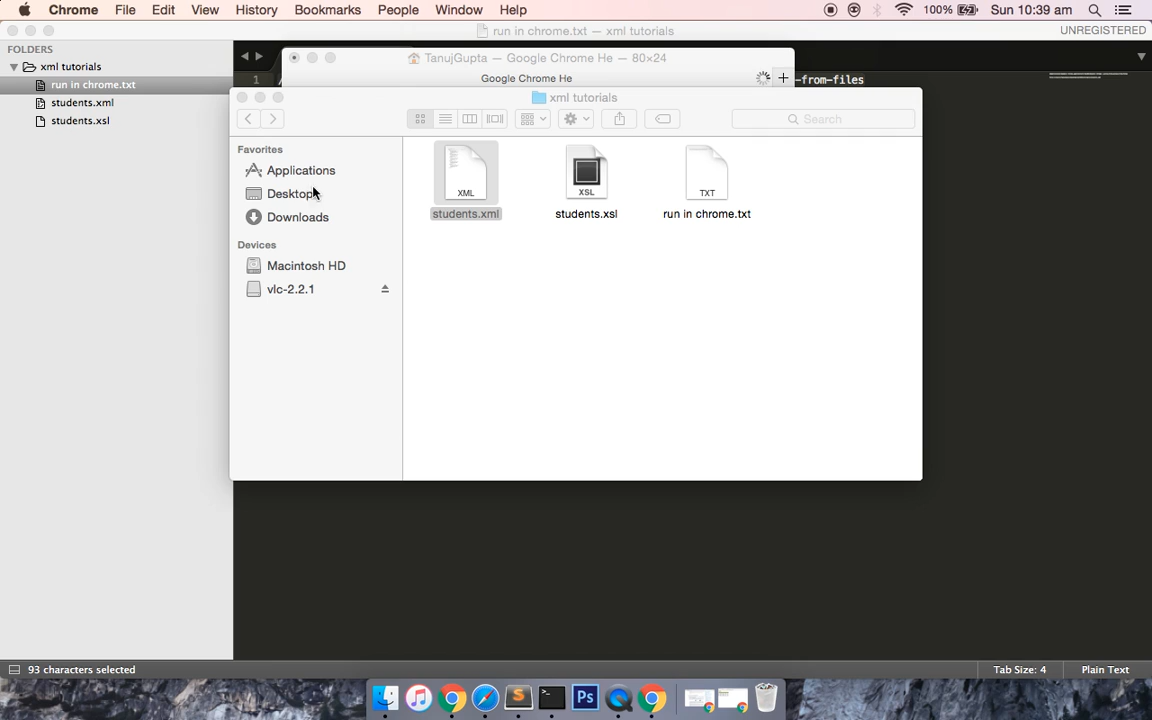 Chrome File Edit View History Bookmarks People Window Help 100% Sun 10:39 am
run in chrome.txt — xml tutorials UNREGISTERED
FOLDERS
xml tutorials
run in chrome.txt
students.xml
students.xsl
TanujGupta — Google Chrome He — 80×24
Google Chrome He
1
-from-files
xml tutorials
Search
Favorites
Applications
Desktop
Downloads
Devices
Macintosh HD
vlc-2.2.1
XML
students.xml
XSL
students.xsl
TXT
run in chrome.txt
93 characters selected Tab Size: 4 Plain Text
Ps